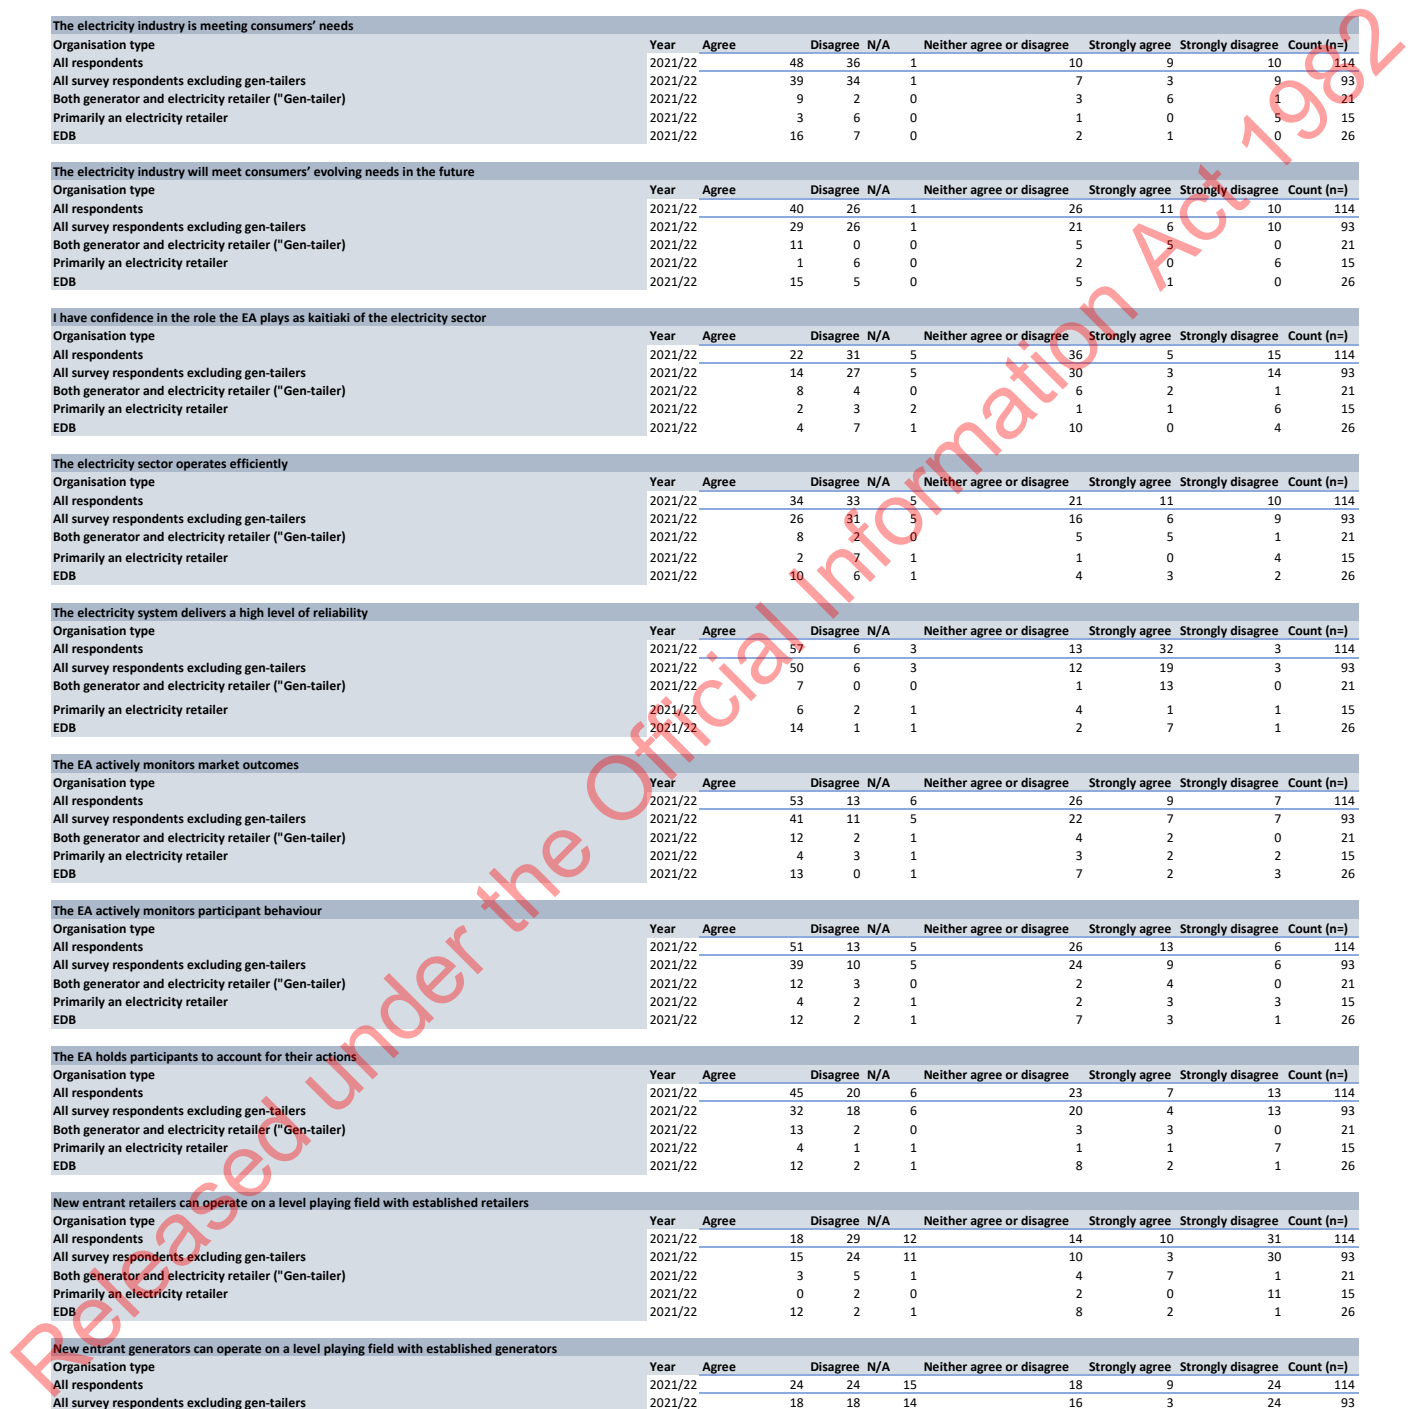 The electricity industry is meeting consumers’ needs
Organisation type Year Agree Disagree N/A Neither agree or disagree Strongly agree Strongly disagree Count (n=)
All respondents 2021/22 48 36 1 10 9 10 114
All survey respondents excluding gen-tailers 2021/22 39 34 1 7 3 9 93
Both generator and electricity retailer ("Gen-tailer) 2021/22 9 2 0 3 6 1 21
Primarily an electricity retailer 2021/22 3 6 0 1 0 5 15
EDB 2021/22 16 7 0 2 1 0 26
The electricity industry will meet consumers’ evolving needs in the future
Organisation type Year Agree Disagree N/A Neither agree or disagree Strongly agree Strongly disagree Count (n=)
All respondents 2021/22 40 26 1 26 11 10 114
All survey respondents excluding gen-tailers 2021/22 29 26 1 21 6 10 93
Both generator and electricity retailer ("Gen-tailer) 2021/22 11 0 0 5 5 0 21
Primarily an electricity retailer 2021/22 1 6 0 2 0 6 15
EDB 2021/22 15 5 0 5 1 0 26
I have confidence in the role the EA plays as kaitiaki of the electricity sector
Organisation type Year Agree Disagree N/A Neither agree or disagree Strongly agree Strongly disagree Count (n=)
All respondents 2021/22 22 31 5 36 5 15 114
All survey respondents excluding gen-tailers 2021/22 14 27 5 30 3 14 93
Both generator and electricity retailer ("Gen-tailer) 2021/22 8 4 0 6 2 1 21
Primarily an electricity retailer 2021/22 2 3 2 1 1 6 15
EDB 2021/22 4 7 1 10 0 4 26
The electricity sector operates efficiently
Organisation type Year Agree Disagree N/A Neither agree or disagree Strongly agree Strongly disagree Count (n=)
All respondents 2021/22 34 33 5 21 11 10 114
All survey respondents excluding gen-tailers 2021/22 26 31 5 16 6 9 93
Both generator and electricity retailer ("Gen-tailer) 2021/22 8 2 0 5 5 1 21
Primarily an electricity retailer 2021/22 2 7 1 1 0 4 15
EDB 2021/22 10 6 1 4 3 2 26
The electricity system delivers a high level of reliability
Organisation type Year Agree Disagree N/A Neither agree or disagree Strongly agree Strongly disagree Count (n=)
All respondents 2021/22 57 6 3 13 32 3 114
All survey respondents excluding gen-tailers 2021/22 50 6 3 12 19 3 93
Both generator and electricity retailer ("Gen-tailer) 2021/22 7 0 0 1 13 0 21
Primarily an electricity retailer 2021/22 6 2 1 4 1 1 15
EDB 2021/22 14 1 1 2 7 1 26
The EA actively monitors market outcomes
Organisation type Year Agree Disagree N/A Neither agree or disagree Strongly agree Strongly disagree Count (n=)
All respondents 2021/22 53 13 6 26 9 7 114
All survey respondents excluding gen-tailers 2021/22 41 11 5 22 7 7 93
Both generator and electricity retailer ("Gen-tailer) 2021/22 12 2 1 4 2 0 21
Primarily an electricity retailer 2021/22 4 3 1 3 2 2 15
EDB 2021/22 13 0 1 7 2 3 26
The EA actively monitors participant behaviour
Organisation type Year Agree Disagree N/A Neither agree or disagree Strongly agree Strongly disagree Count (n=)
All respondents 2021/22 51 13 5 26 13 6 114
All survey respondents excluding gen-tailers 2021/22 39 10 5 24 9 6 93
Both generator and electricity retailer ("Gen-tailer) 2021/22 12 3 0 2 4 0 21
Primarily an electricity retailer 2021/22 4 2 1 2 3 3 15
EDB 2021/22 12 2 1 7 3 1 26
The EA holds participants to account for their actions
Organisation type Year Agree Disagree N/A Neither agree or disagree Strongly agree Strongly disagree Count (n=)
All respondents 2021/22 45 20 6 23 7 13 114
All survey respondents excluding gen-tailers 2021/22 32 18 6 20 4 13 93
Both generator and electricity retailer ("Gen-tailer) 2021/22 13 2 0 3 3 0 21
Primarily an electricity retailer 2021/22 4 1 1 1 1 7 15
EDB 2021/22 12 2 1 8 2 1 26
New entrant retailers can operate on a level playing field with established retailers
Organisation type Year Agree Disagree N/A Neither agree or disagree Strongly agree Strongly disagree Count (n=)
All respondents 2021/22 18 29 12 14 10 31 114
All survey respondents excluding gen-tailers 2021/22 15 24 11 10 3 30 93
Both generator and electricity retailer ("Gen-tailer) 2021/22 3 5 1 4 7 1 21
Primarily an electricity retailer 2021/22 0 2 0 2 0 11 15
EDB 2021/22 12 2 1 8 2 1 26
New entrant generators can operate on a level playing field with established generators
Organisation type Year Agree Disagree N/A Neither agree or disagree Strongly agree Strongly disagree Count (n=)
All respondents 2021/22 24 24 15 18 9 24 114
All survey respondents excluding gen-tailers 2021/22 18 18 14 16 3 24 93
Released under the Official Information Act 1982